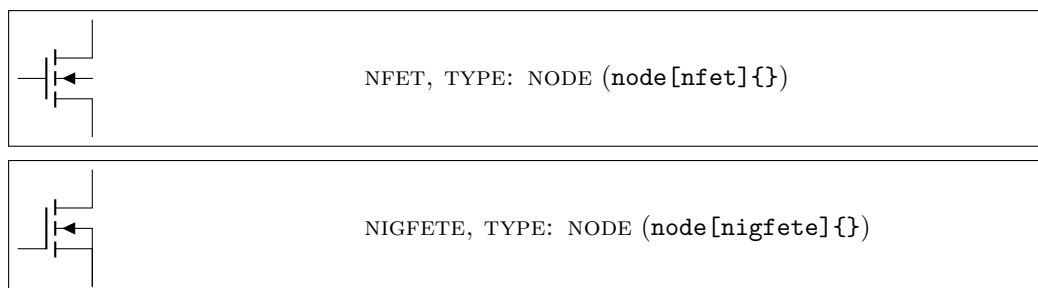 NFET, TYPE: NODE (node[nfet]{})
NIGFETE, TYPE: NODE (node[nigfete]{})